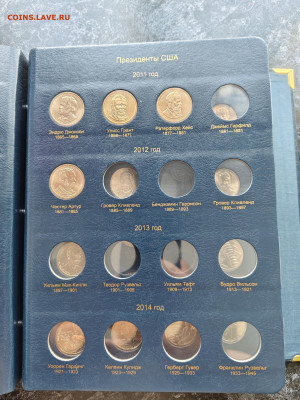 COINS.LAVE.RU
Президенты США
2011 год
Эндрю Джонсон
1865–1869
Улисс Грант
1869–1877
Ратерфорд Хейс
1877–1881
Джеймс Гарфилд
1881–1881
2012 год
Честер Артур
1881–1885
Гровер Кливленд
1885–1889
Бенджамин Гаррисон
1889–1893
Гровер Кливленд
1893–1897
2013 год
Уильям Мак-Кинли
1897–1901
Теодор Рузвельт
1901–1909
Уильям Тафт
1909–1913
Вудро Вильсон
1913–1921
2014 год
Уоррен Гардинг
1921–1923
Калвин Кулидж
1923–1929
Герберт Гувер
1929–1933
Франклин Рузвельт
1933–1945